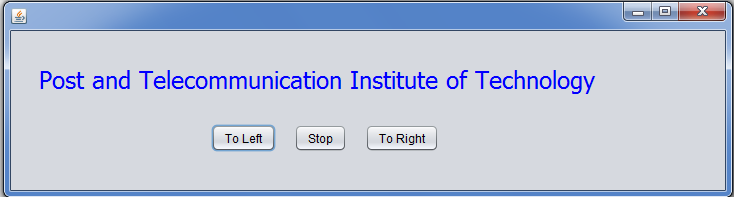 Post and Telecommunication Institute of Technology
To Left Stop To Right